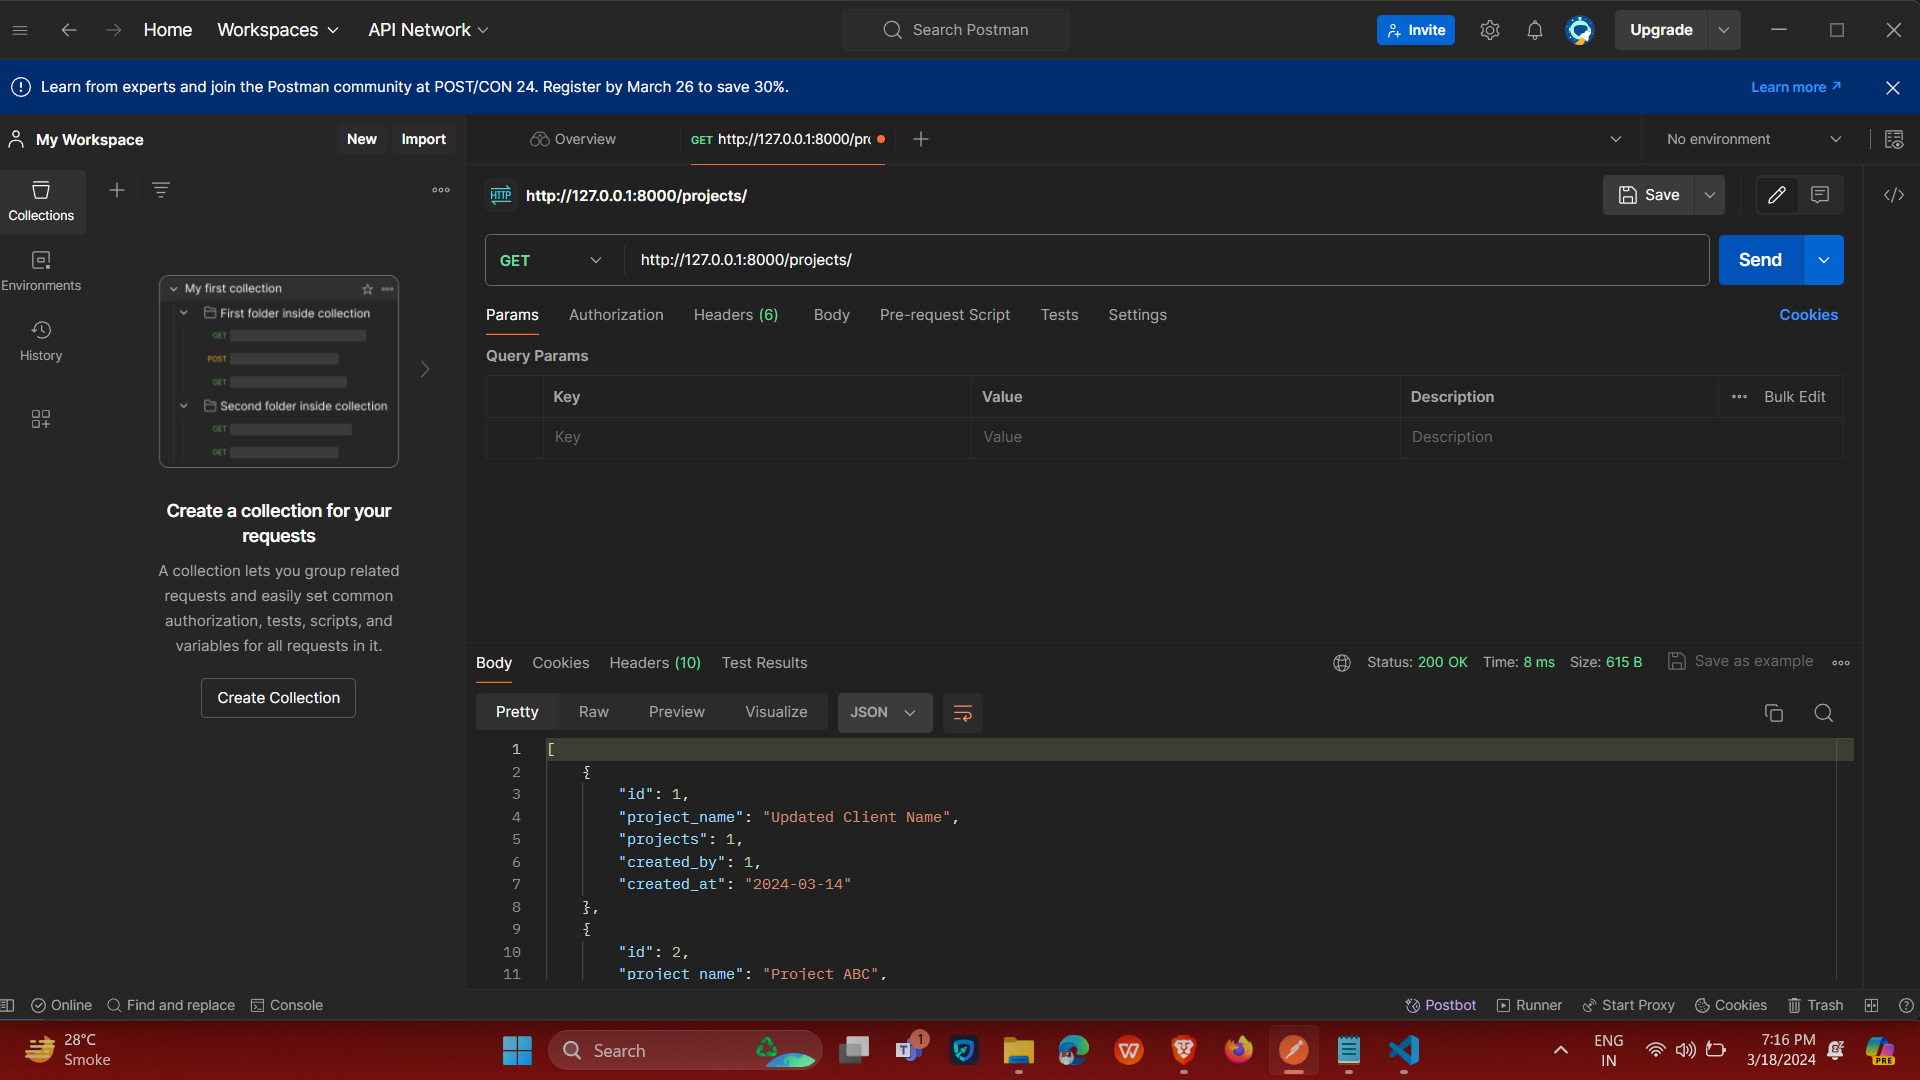 Home Workspaces API Network Search Postman Invite Upgrade
Learn from experts and join the Postman community at POST/CON 24. Register by March 26 to save 30%. Learn more
My Workspace New Import Overview GET http://127.0.0.1:8000/pr No environment
Collections
Environments
History
My first collection
First folder inside collection
GET
POST
GET
Second folder inside collection
GET
GET
Create a collection for your
requests
A collection lets you group related
requests and easily set common
authorization, tests, scripts, and
variables for all requests in it.
Create Collection
HTTP http://127.0.0.1:8000/projects/ Save
GET http://127.0.0.1:8000/projects/ Send
Params Authorization Headers (6) Body Pre-request Script Tests Settings Cookies
Query Params
Key Value Description Bulk Edit
Key Value Description
Body Cookies Headers (10) Test Results Status: 200 OK Time: 8 ms Size: 615 B Save as example
Pretty Raw Preview Visualize JSON
1 [
2 {
3 "id": 1,
4 "project_name": "Updated Client Name",
5 "projects": 1,
6 "created_by": 1,
7 "created_at": "2024-03-14"
8 },
9 {
10 "id": 2,
11 "project_name": "Project ABC",
Online Find and replace Console Postbot Runner Start Proxy Cookies Trash
28°C
Smoke
Search
1
ENG
IN
7:16 PM
3/18/2024
PRE